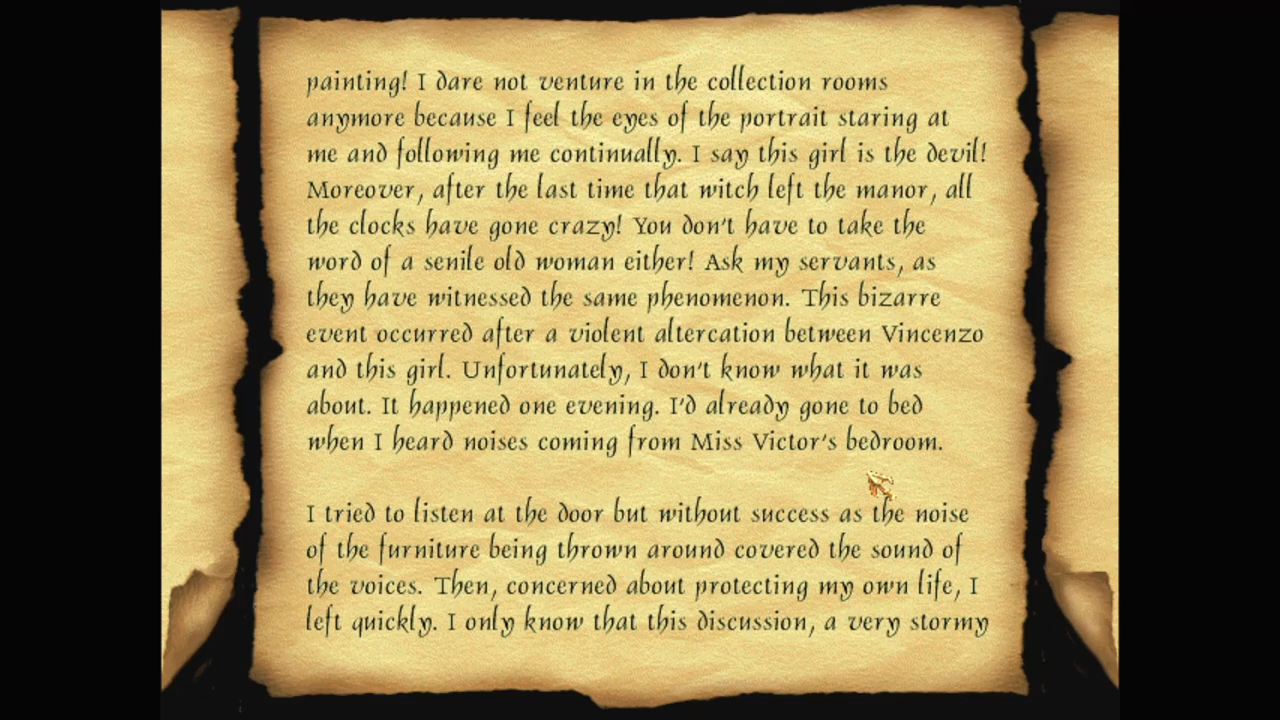 painting! I dare not venture in the collection rooms
anymore because I feel the eyes of the portrait staring at
me and following me continually. I say this girl is the devil!
Moreover, after the last time that witch left the manor, all
the clocks have gone crazy! You don't have to take the
word of a senile old woman either! Ask my servants, as
they have witnessed the same phenomenon. This bizarre
event occurred after a violent altercation between Vincenzo
and this girl. Unfortunately, I don't know what it was
about. It happened one evening. I'd already gone to bed
when I heard noises coming from Miss Victor's bedroom.
I tried to listen at the door but without success as the noise
of the furniture being thrown around covered the sound of
the voices. Then, concerned about protecting my own life, I
left quickly. I only know that this discussion, a very stormy